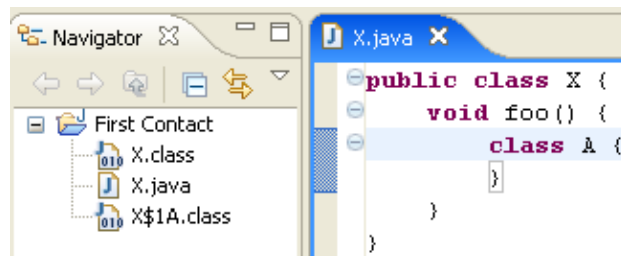 Navigator
First Contact
X.class
X.java
X$1A.class
X.java
public class X {
void foo() {
class A {
}
}
}